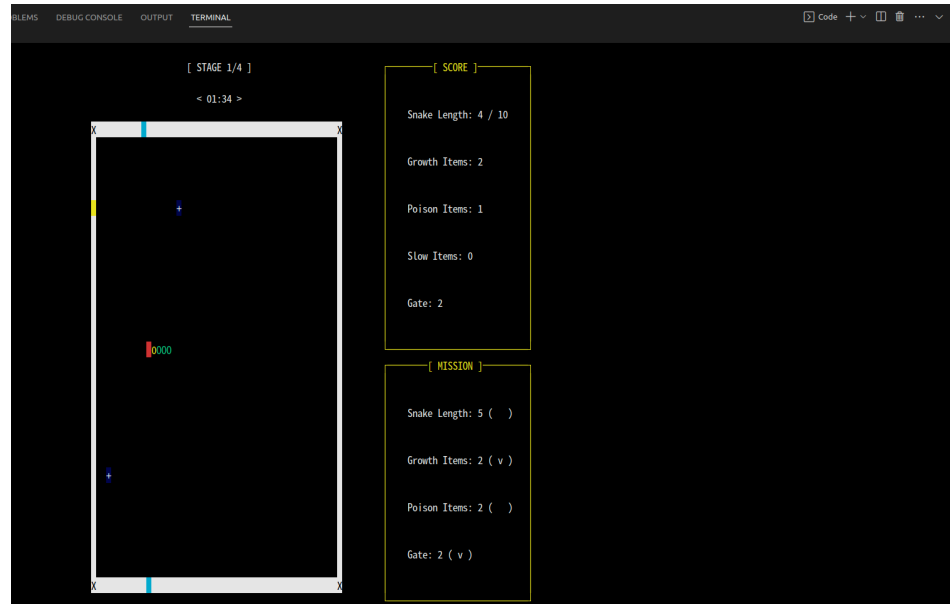 BLEMS DEBUG CONSOLE OUTPUT TERMINAL Code
[ STAGE 1/4 ]
< 01:34 >
X X
+
0000
+
X X
[ SCORE ]
Snake Length: 4 / 10
Growth Items: 2
Poison Items: 1
Slow Items: 0
Gate: 2
[ MISSION ]
Snake Length: 5 ( )
Growth Items: 2 ( v )
Poison Items: 2 ( )
Gate: 2 ( v )